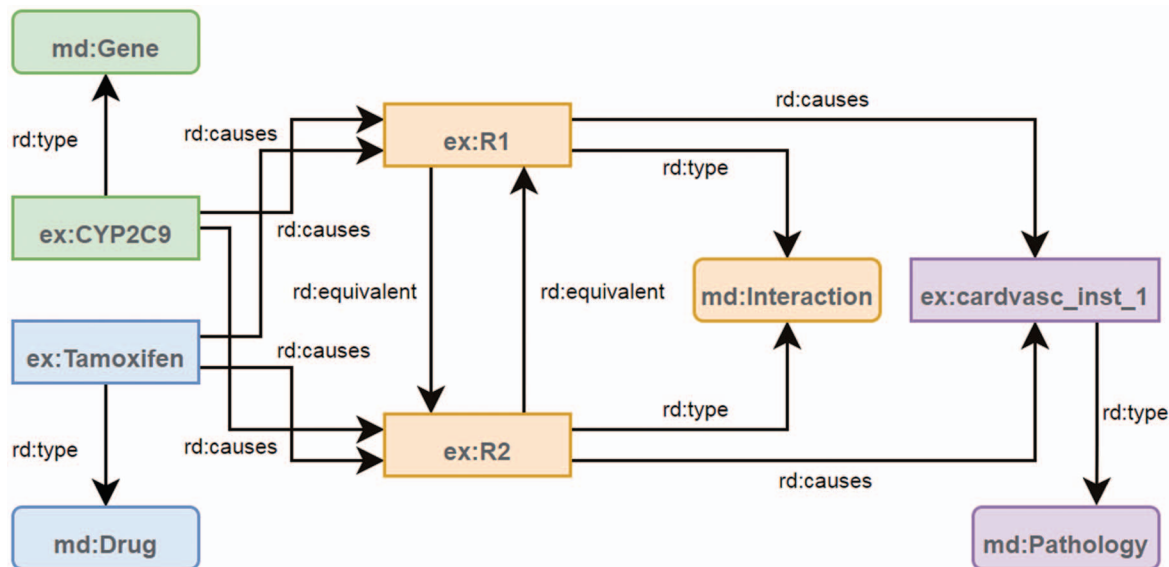 md:Gene
rd:causes
rd:type
rd:causes
ex:R1
rd:type
ex:CYP2C9
rd:causes
rd:equivalent
rd:equivalent
md:Interaction
ex:cardvasc_inst_1
ex:Tamoxifen
rd:causes
rd:type
rd:type
rd:type
rd:causes
ex:R2
rd:causes
md:Drug
md:Pathology